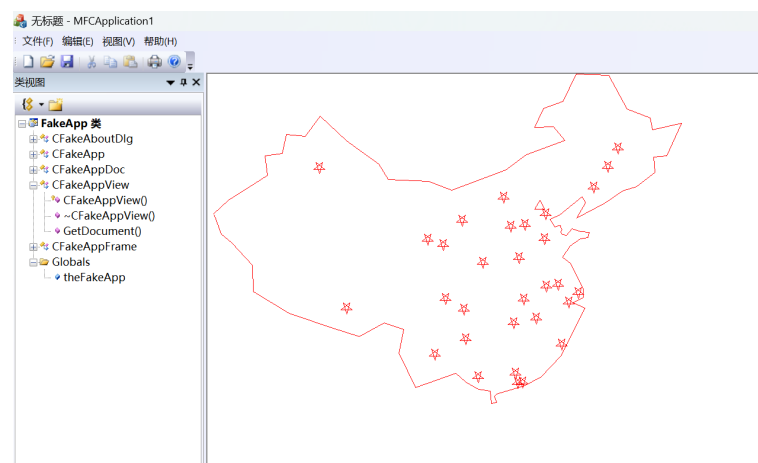 无标题 - MFCApplication1
文件(F) 编辑(E) 视图(V) 帮助(H)
类视图
FakeApp 类
CFakeAboutDlg
CFakeApp
CFakeAppDoc
CFakeAppView
CFakeAppView()
~CFakeAppView()
GetDocument()
CFakeAppFrame
Globals
theFakeApp